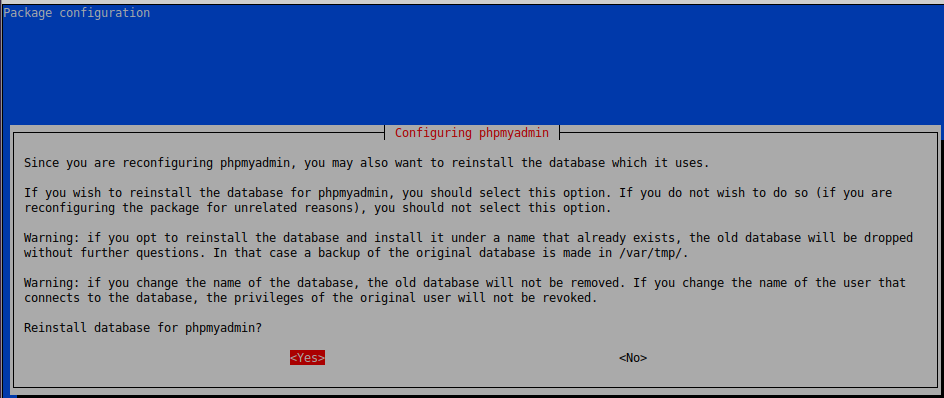 Package configuration
Configuring phpmyadmin
Since you are reconfiguring phpmyadmin, you may also want to reinstall the database which it uses.
If you wish to reinstall the database for phpmyadmin, you should select this option. If you do not wish to do so (if you are
reconfiguring the package for unrelated reasons), you should not select this option.
Warning: if you opt to reinstall the database and install it under a name that already exists, the old database will be dropped
without further questions. In that case a backup of the original database is made in /var/tmp/.
Warning: if you change the name of the database, the old database will not be removed. If you change the name of the user that
connects to the database, the privileges of the original user will not be revoked.
Reinstall database for phpmyadmin?
<Yes> <No>